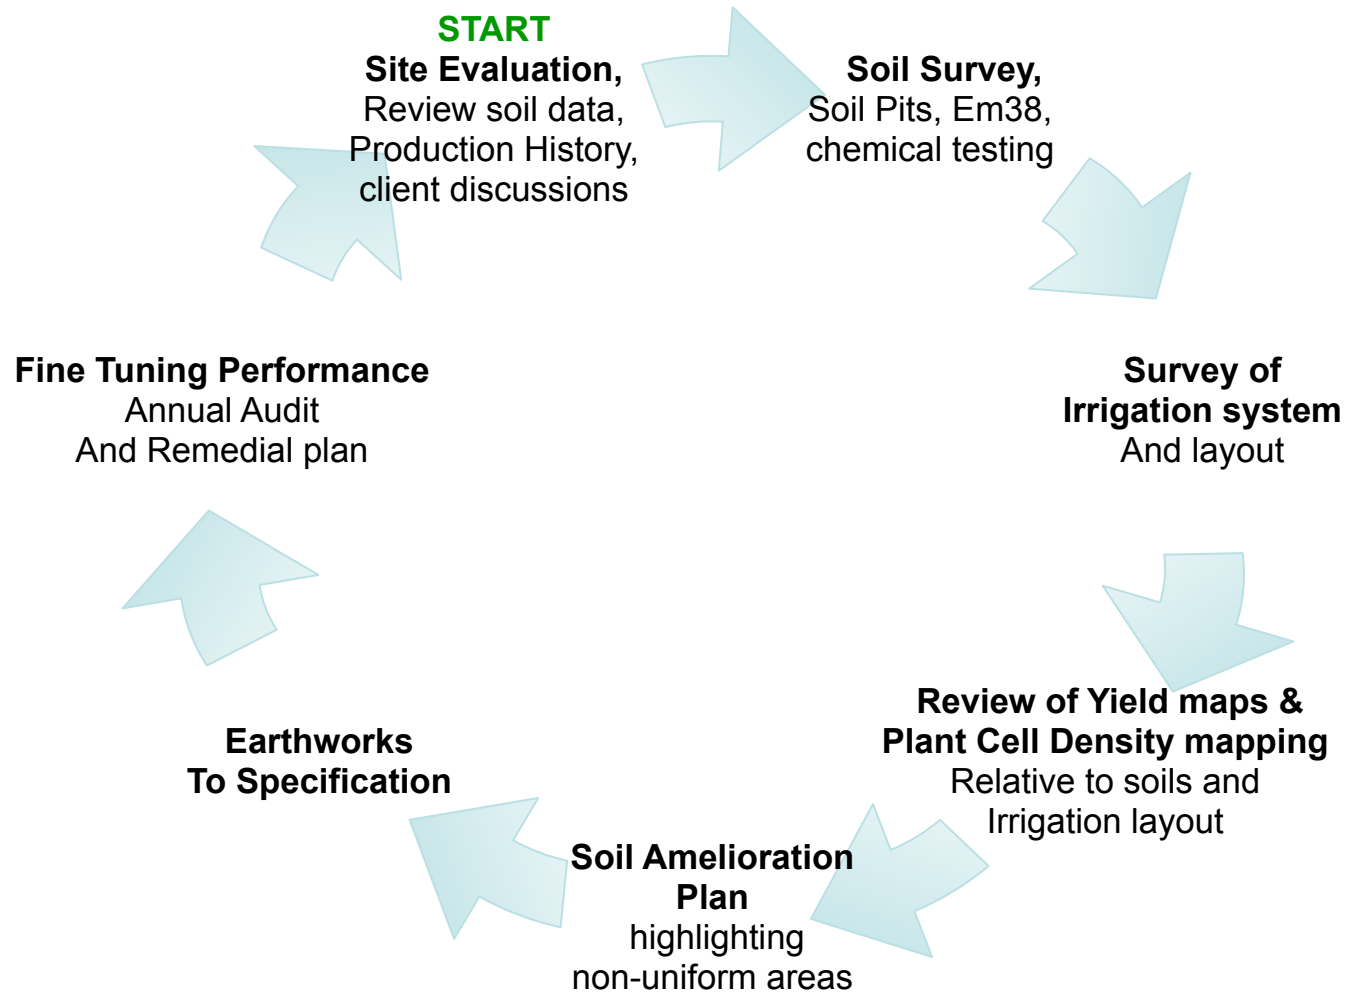 START
Site Evaluation,
Review soil data,
Production History,
client discussions
Soil Survey,
Soil Pits, Em38,
chemical testing
Survey of
Irrigation system
And layout
Review of Yield maps &
Plant Cell Density mapping
Relative to soils and
Irrigation layout
Soil Amelioration
Plan
highlighting
non-uniform areas
Earthworks
To Specification
Fine Tuning Performance
Annual Audit
And Remedial plan